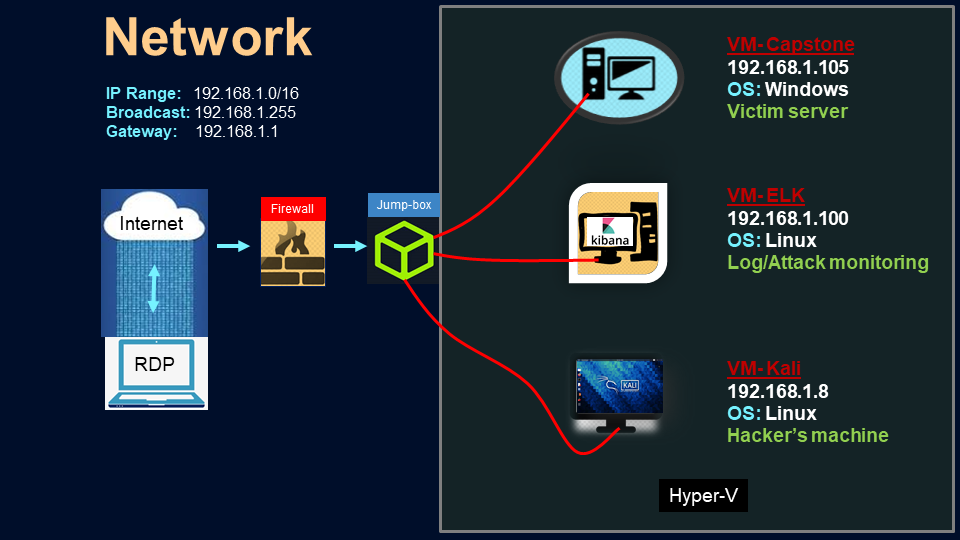 Network
IP Range: 192.168.1.0/16
Broadcast: 192.168.1.255
Gateway: 192.168.1.1
Internet
RDP
Firewall
Jump-box
VM- Capstone
192.168.1.105
OS: Windows
Victim server
kibana
VM- ELK
192.168.1.100
OS: Linux
Log/Attack monitoring
KALI
VM- Kali
192.168.1.8
OS: Linux
Hacker’s machine
Hyper-V